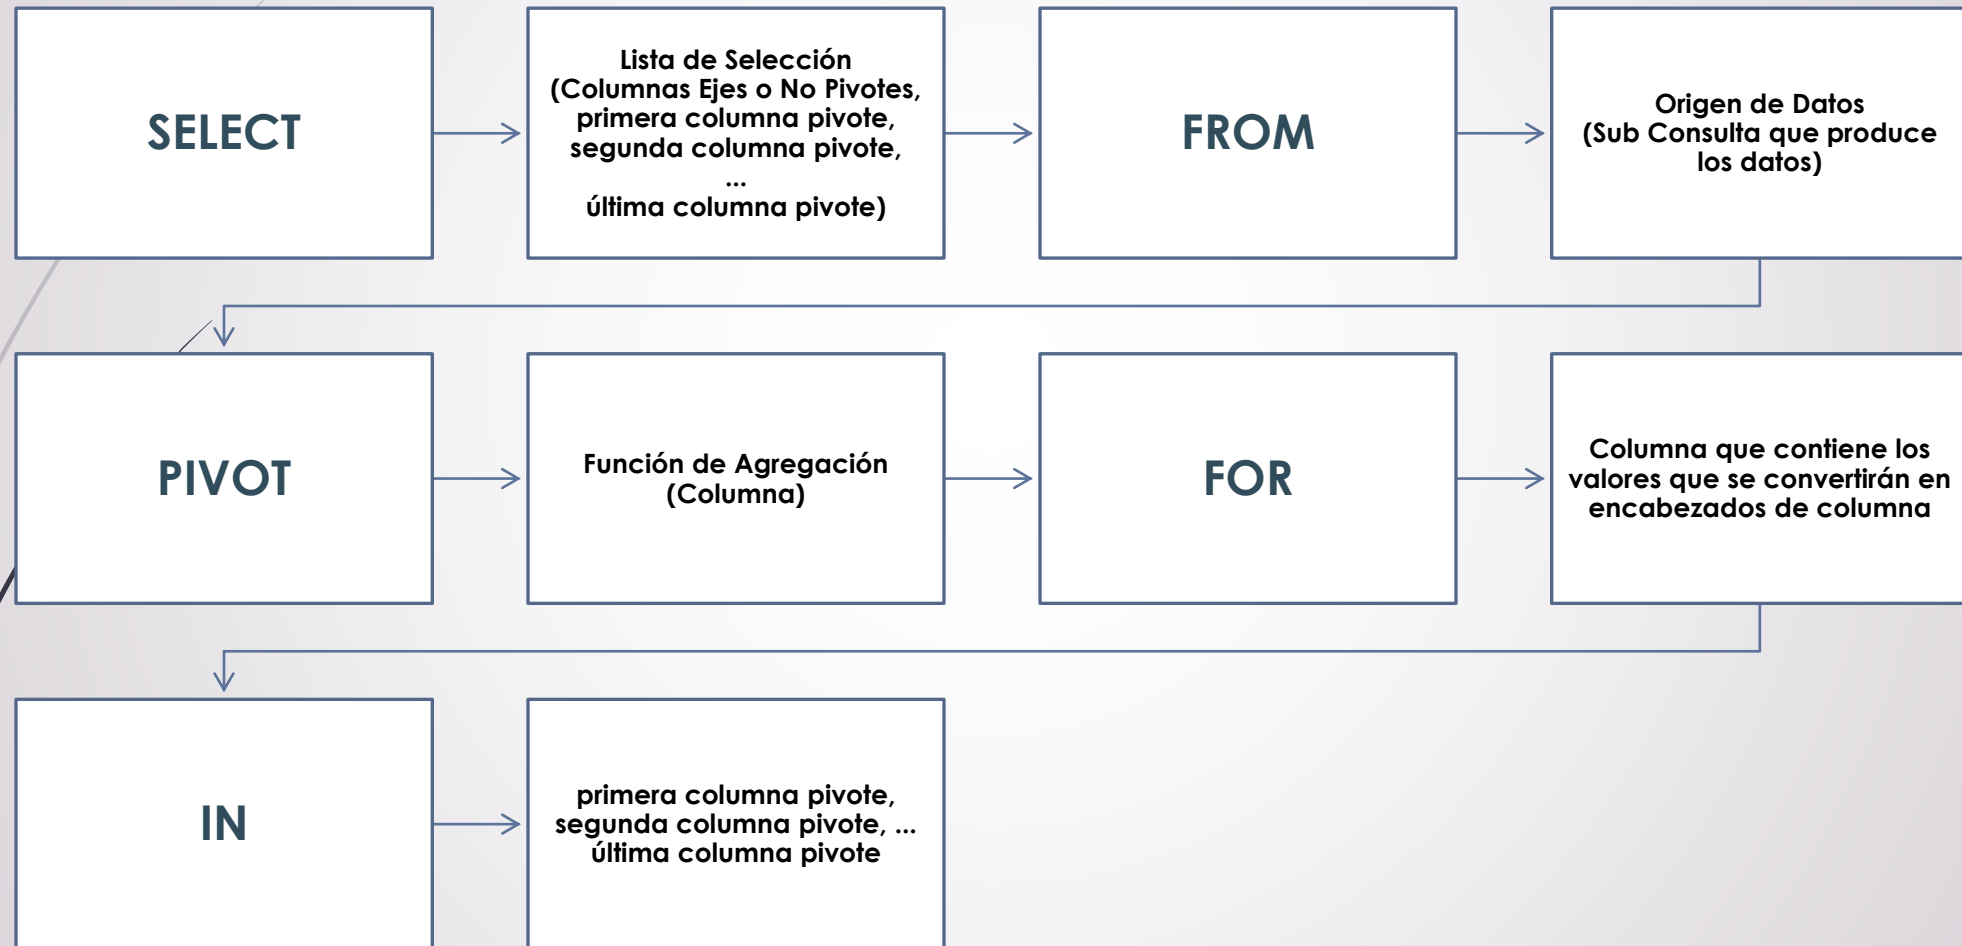 SELECT
Lista de Selección
(Columnas Ejes o No Pivotes,
primera columna pivote,
segunda columna pivote,
...
última columna pivote)
FROM
Origen de Datos
(Sub Consulta que produce
los datos)
PIVOT
Función de Agregación
(Columna)
FOR
Columna que contiene los
valores que se convertirán en
encabezados de columna
IN
primera columna pivote,
segunda columna pivote, ...
última columna pivote